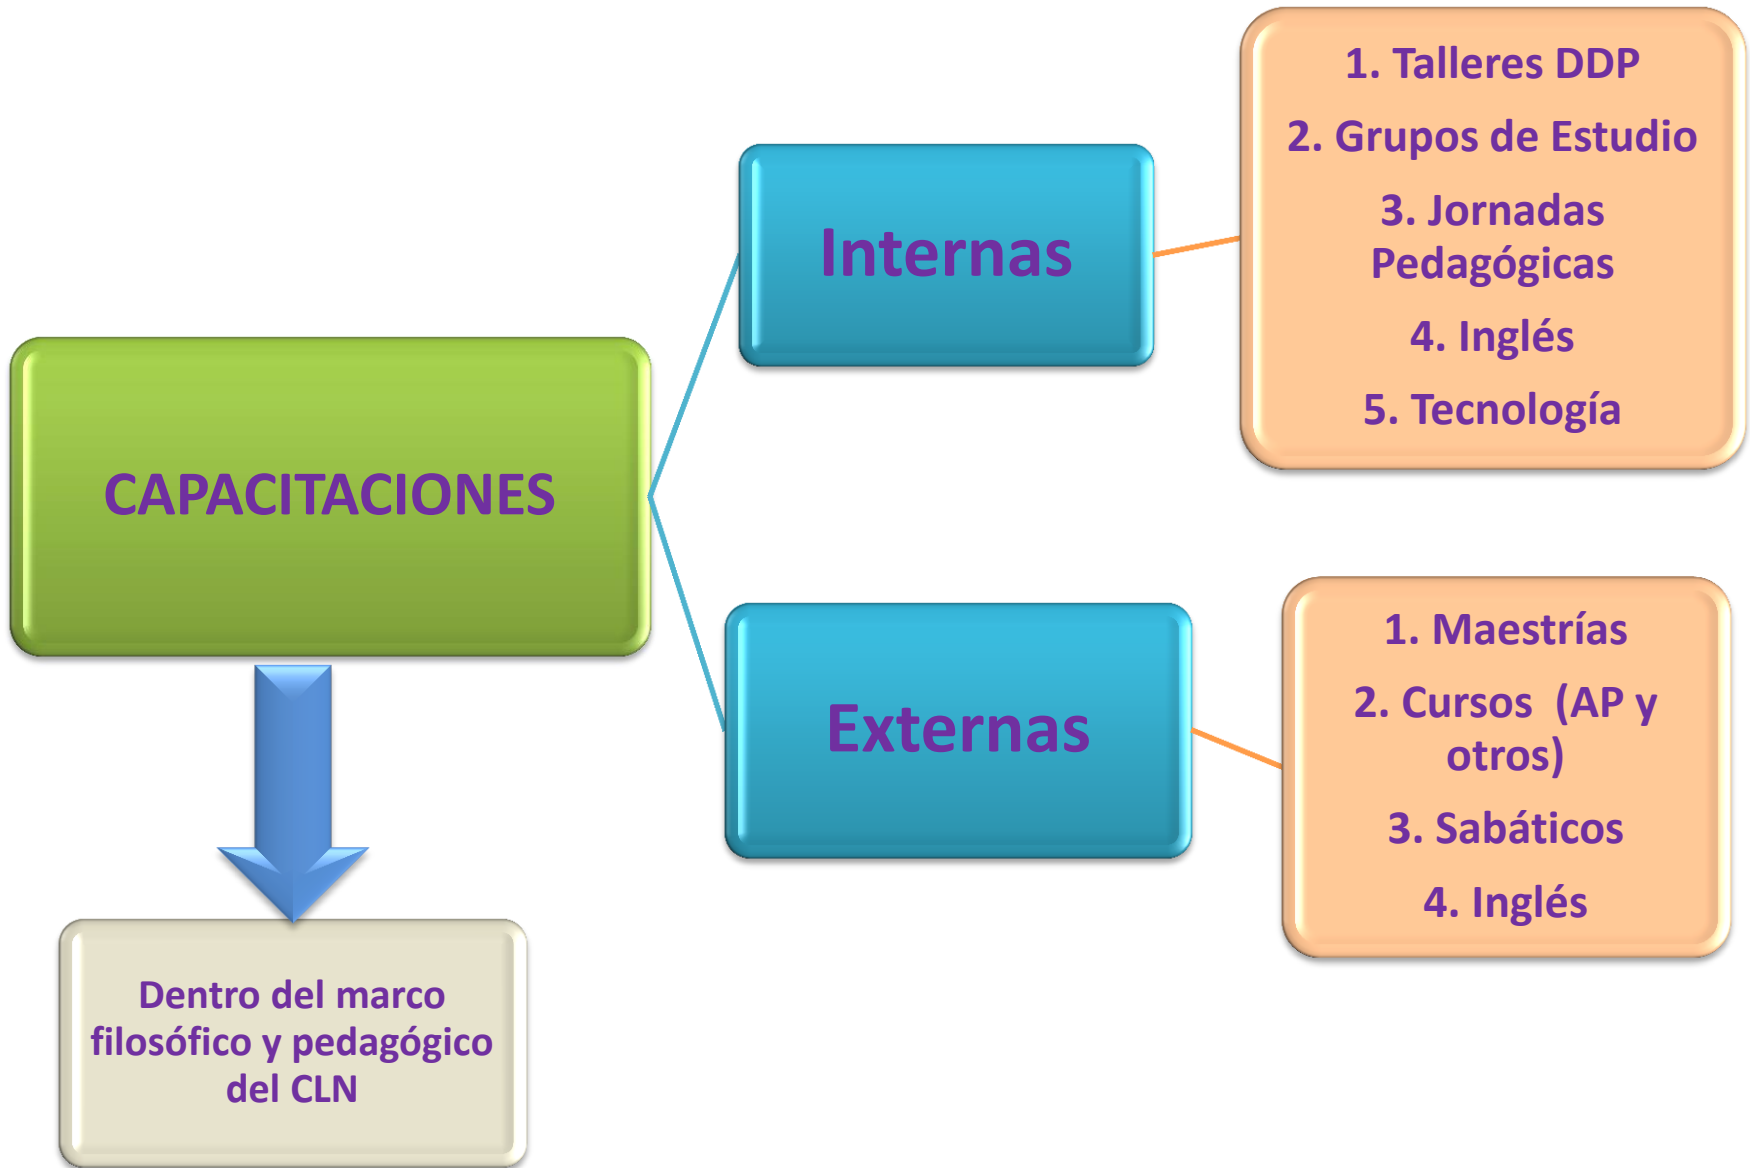 CAPACITACIONES
Dentro del marco
filosófico y pedagógico
del CLN
Internas
1. Talleres DDP
2. Grupos de Estudio
3. Jornadas
Pedagógicas
4. Inglés
5. Tecnología
Externas
1. Maestrías
2. Cursos (AP y
otros)
3. Sabáticos
4. Inglés